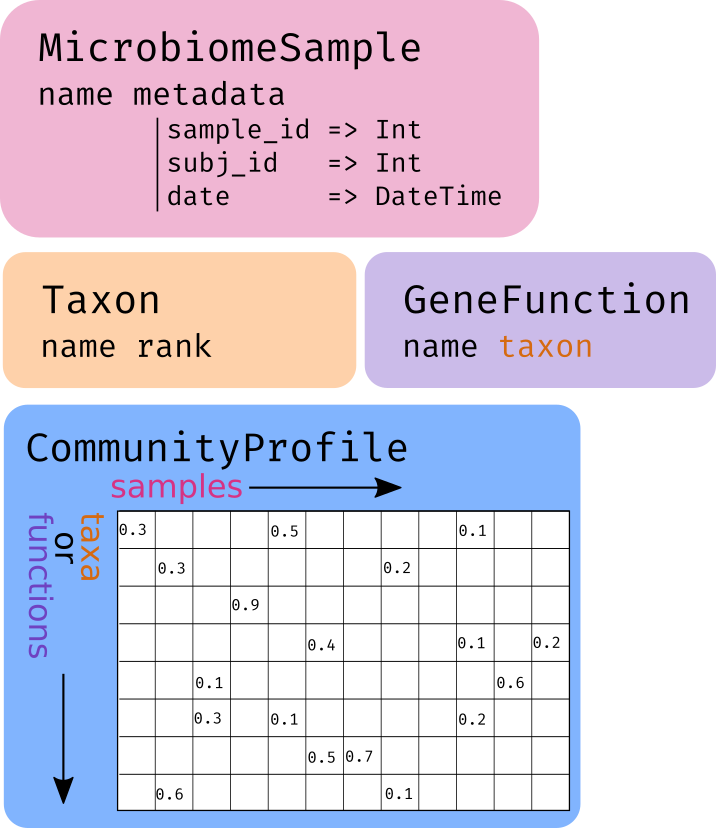 MicrobiomeSample
name metadata
sample_id => Int
subj_id => Int
date => DateTime
Taxon
name rank
GeneFunction
name taxon
CommunityProfile
samples
taxa
or
functions
0.3 0.5 0.1
0.3 0.2
0.9
0.4 0.1 0.2
0.1 0.6
0.3 0.1 0.2
0.5 0.7
0.6 0.1